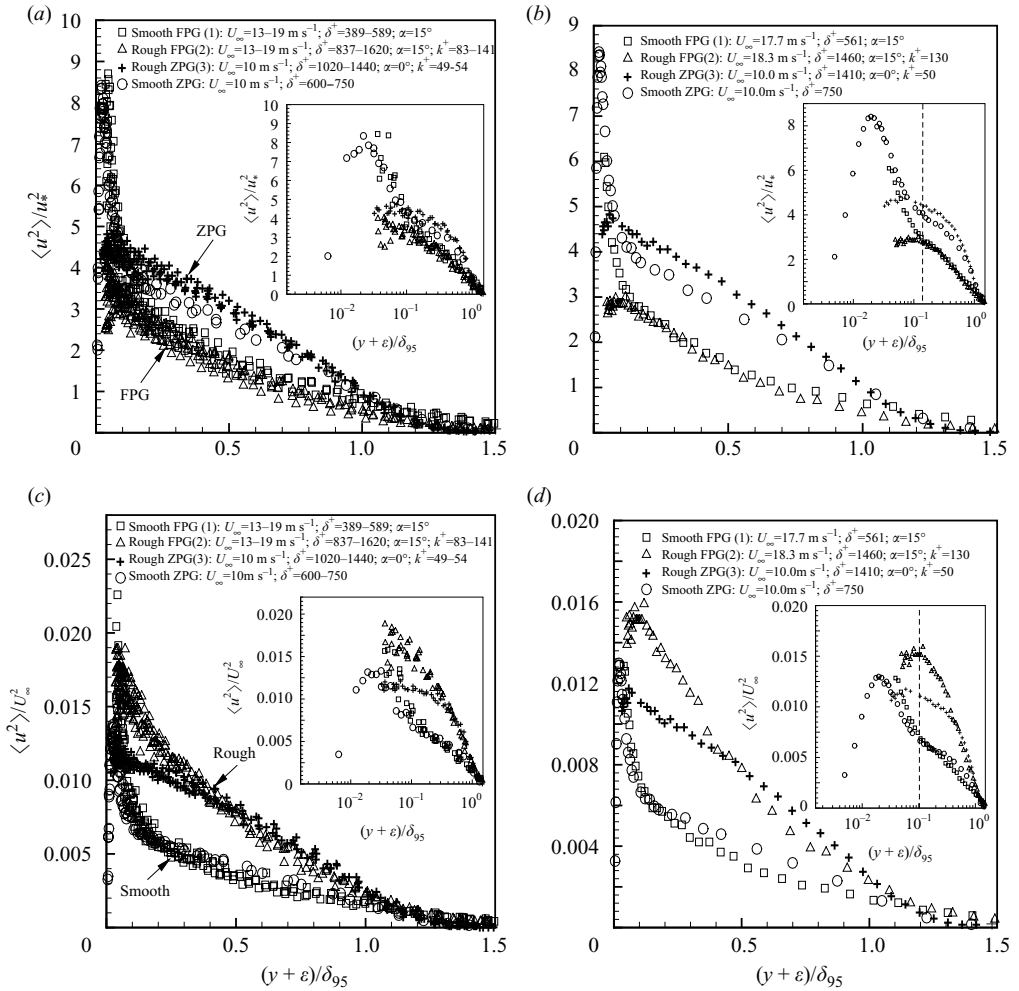 (a)
Smooth FPG (1): U∞=13–19 m s⁻¹; δ⁺=389–589, α=15°
Rough FPG(2): U∞=13–19 m s⁻¹; δ⁺=837–1620; α=15°; k⁺=83–141
Rough ZPG(3): U∞=10 m s⁻¹; δ⁺=1020–1440; α=0°; k⁺=49-54
Smooth ZPG: U∞=10 m s⁻¹; δ⁺=600–750
⟨u²⟩/u*²
10
9
8
7
6
5
4
3
2
1
0
0.5
1.0
1.5
ZPG
FPG
⟨u²⟩/u*²
10
9
8
7
6
5
4
3
2
1
0
10⁻²
10⁻¹
10⁰
(y + ε)/δ95
(b)
Smooth FPG (1): U∞=17.7 m s⁻¹; δ⁺=561, α=15°
Rough FPG(2): U∞=18.3 m s⁻¹; δ⁺=1460; α=15°; k⁺=130
Rough ZPG(3): U∞=10.0 m s⁻¹; δ⁺=1410; α=0°; k⁺=50
Smooth ZPG: U∞=10.0m s⁻¹; δ⁺=750
⟨u²⟩/u*²
9
8
7
6
5
4
3
2
1
0
0.5
1.0
1.5
⟨u²⟩/u*²
8
6
4
2
0
10⁻²
10⁻¹
10⁰
(y + ε)/δ95
(c)
Smooth FPG (1): U∞=13–19 m s⁻¹; δ⁺=389–589, α=15°
Rough FPG(2): U∞=13–19 m s⁻¹; δ⁺=837–1620; α=15°; k⁺=83–141
Rough ZPG(3): U∞=10 m s⁻¹; δ⁺=1020–1440; α=0°; k⁺=49-54
Smooth ZPG: U∞=10m s⁻¹; δ⁺=600–750
⟨u²⟩/U∞²
0.025
0.020
0.015
0.010
0.005
0
0.5
1.0
1.5
Rough
Smooth
⟨u²⟩/U∞²
0.020
0.015
0.010
0.005
0
10⁻²
10⁻¹
10⁰
(y + ε)/δ95
(y + ε)/δ95
(d)
Smooth FPG (1): U∞=17.7 m s⁻¹; δ⁺=561, α=15°
Rough FPG(2): U∞=18.3 m s⁻¹; δ⁺=1460; α=15°; k⁺=130
Rough ZPG(3): U∞=10.0 m s⁻¹; δ⁺=1410; α=0°; k⁺=50
Smooth ZPG: U∞=10.0 m s⁻¹; δ⁺=750
0.020
0.016
0.012
0.008
0.004
0
0.5
1.0
1.5
⟨u²⟩/U∞²
0.020
0.015
0.010
0.005
0
10⁻²
10⁻¹
10⁰
(y + ε)/δ95
(y + ε)/δ95